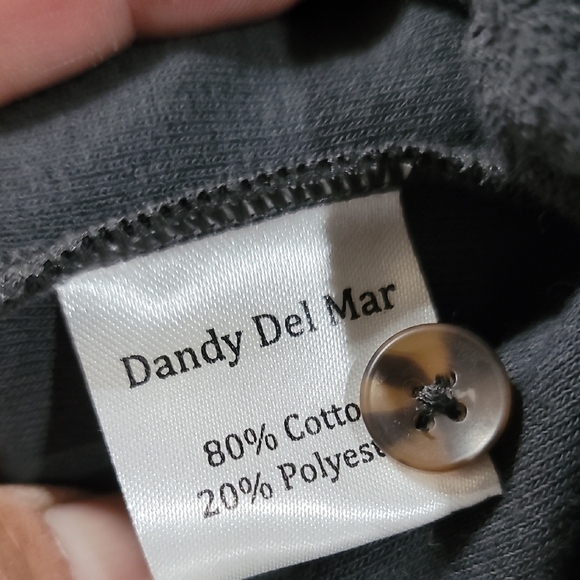 Dandy Del Mar
80% Cotto
20% Polyest